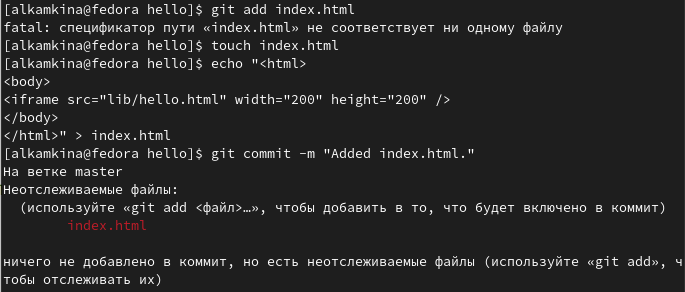 [alkamkina@fedora hello]$ git add index.html
fatal: спецификатор пути «index.html» не соответствует ни одному файлу
[alkamkina@fedora hello]$ touch index.html
[alkamkina@fedora hello]$ echo "<html>
<body>
<iframe src="lib/hello.html" width="200" height="200" />
</body>
</html>" > index.html
[alkamkina@fedora hello]$ git commit -m "Added index.html."
На ветке master
Неотслеживаемые файлы:
  (используйте «git add <файл>…», чтобы добавить в то, что будет включено в коммит)
        index.html

ничего не добавлено в коммит, но есть неотслеживаемые файлы (используйте «git add», ч
тобы отслеживать их)